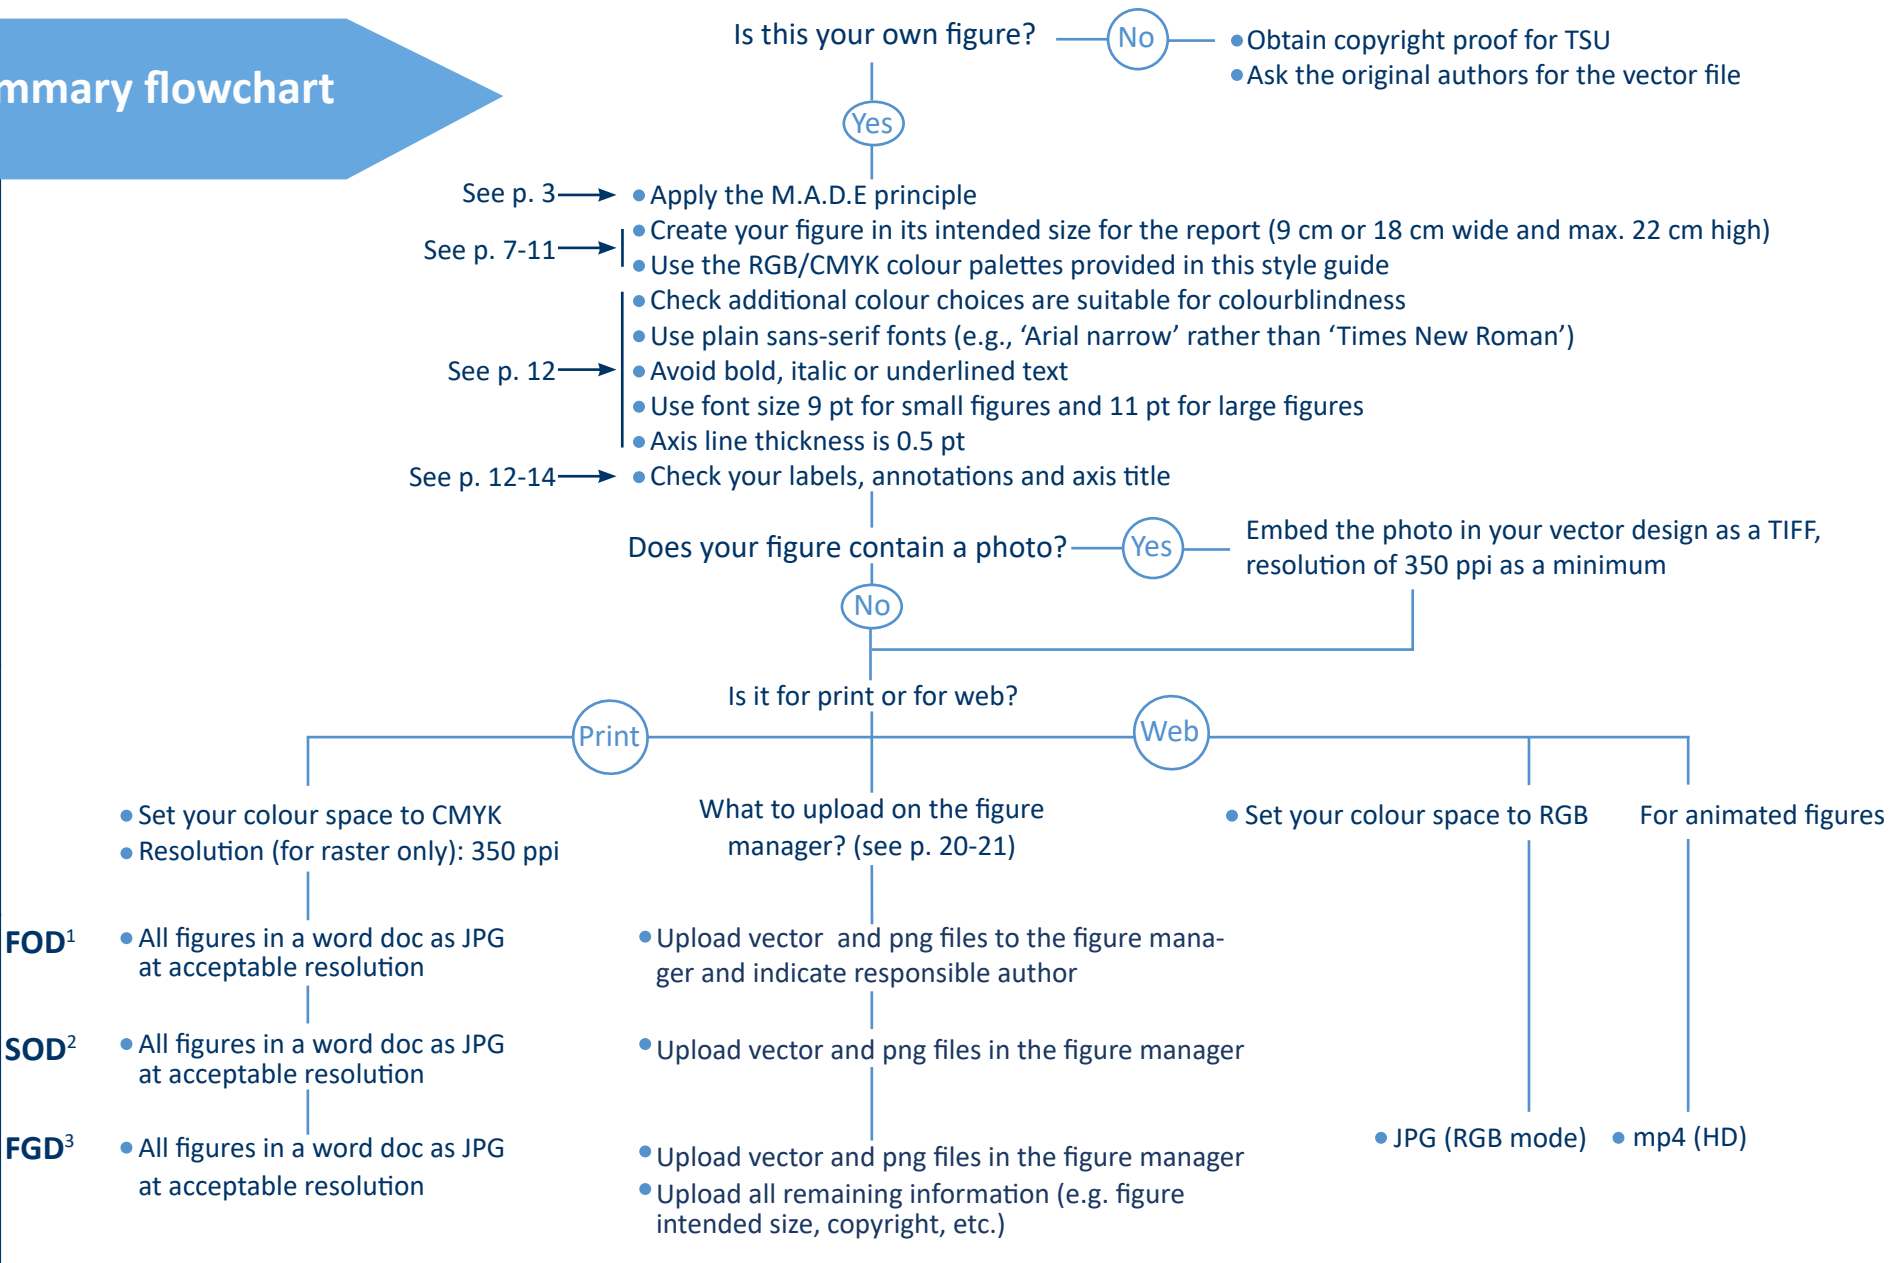 mmary flowchart
Is this your own figure?
No
Obtain copyright proof for TSU
Ask the original authors for the vector file
Yes
See p. 3
Apply the M.A.D.E principle
See p. 7-11
Create your figure in its intended size for the report (9 cm or 18 cm wide and max. 22 cm high)
Use the RGB/CMYK colour palettes provided in this style guide
Check additional colour choices are suitable for colourblindness
Use plain sans-serif fonts (e.g., ‘Arial narrow’ rather than ‘Times New Roman’)
See p. 12
Avoid bold, italic or underlined text
Use font size 9 pt for small figures and 11 pt for large figures
Axis line thickness is 0.5 pt
See p. 12-14
Check your labels, annotations and axis title
Does your figure contain a photo?
Yes
Embed the photo in your vector design as a TIFF,
resolution of 350 ppi as a minimum
No
Is it for print or for web?
Print
Web
Set your colour space to CMYK
Resolution (for raster only): 350 ppi
What to upload on the figure
manager? (see p. 20-21)
Set your colour space to RGB
For animated figures
FOD1
All figures in a word doc as JPG
at acceptable resolution
Upload vector and png files to the figure mana-
ger and indicate responsible author
SOD2
All figures in a word doc as JPG
at acceptable resolution
Upload vector and png files in the figure manager
FGD3
All figures in a word doc as JPG
at acceptable resolution
Upload vector and png files in the figure manager
Upload all remaining information (e.g. figure
intended size, copyright, etc.)
JPG (RGB mode)
mp4 (HD)